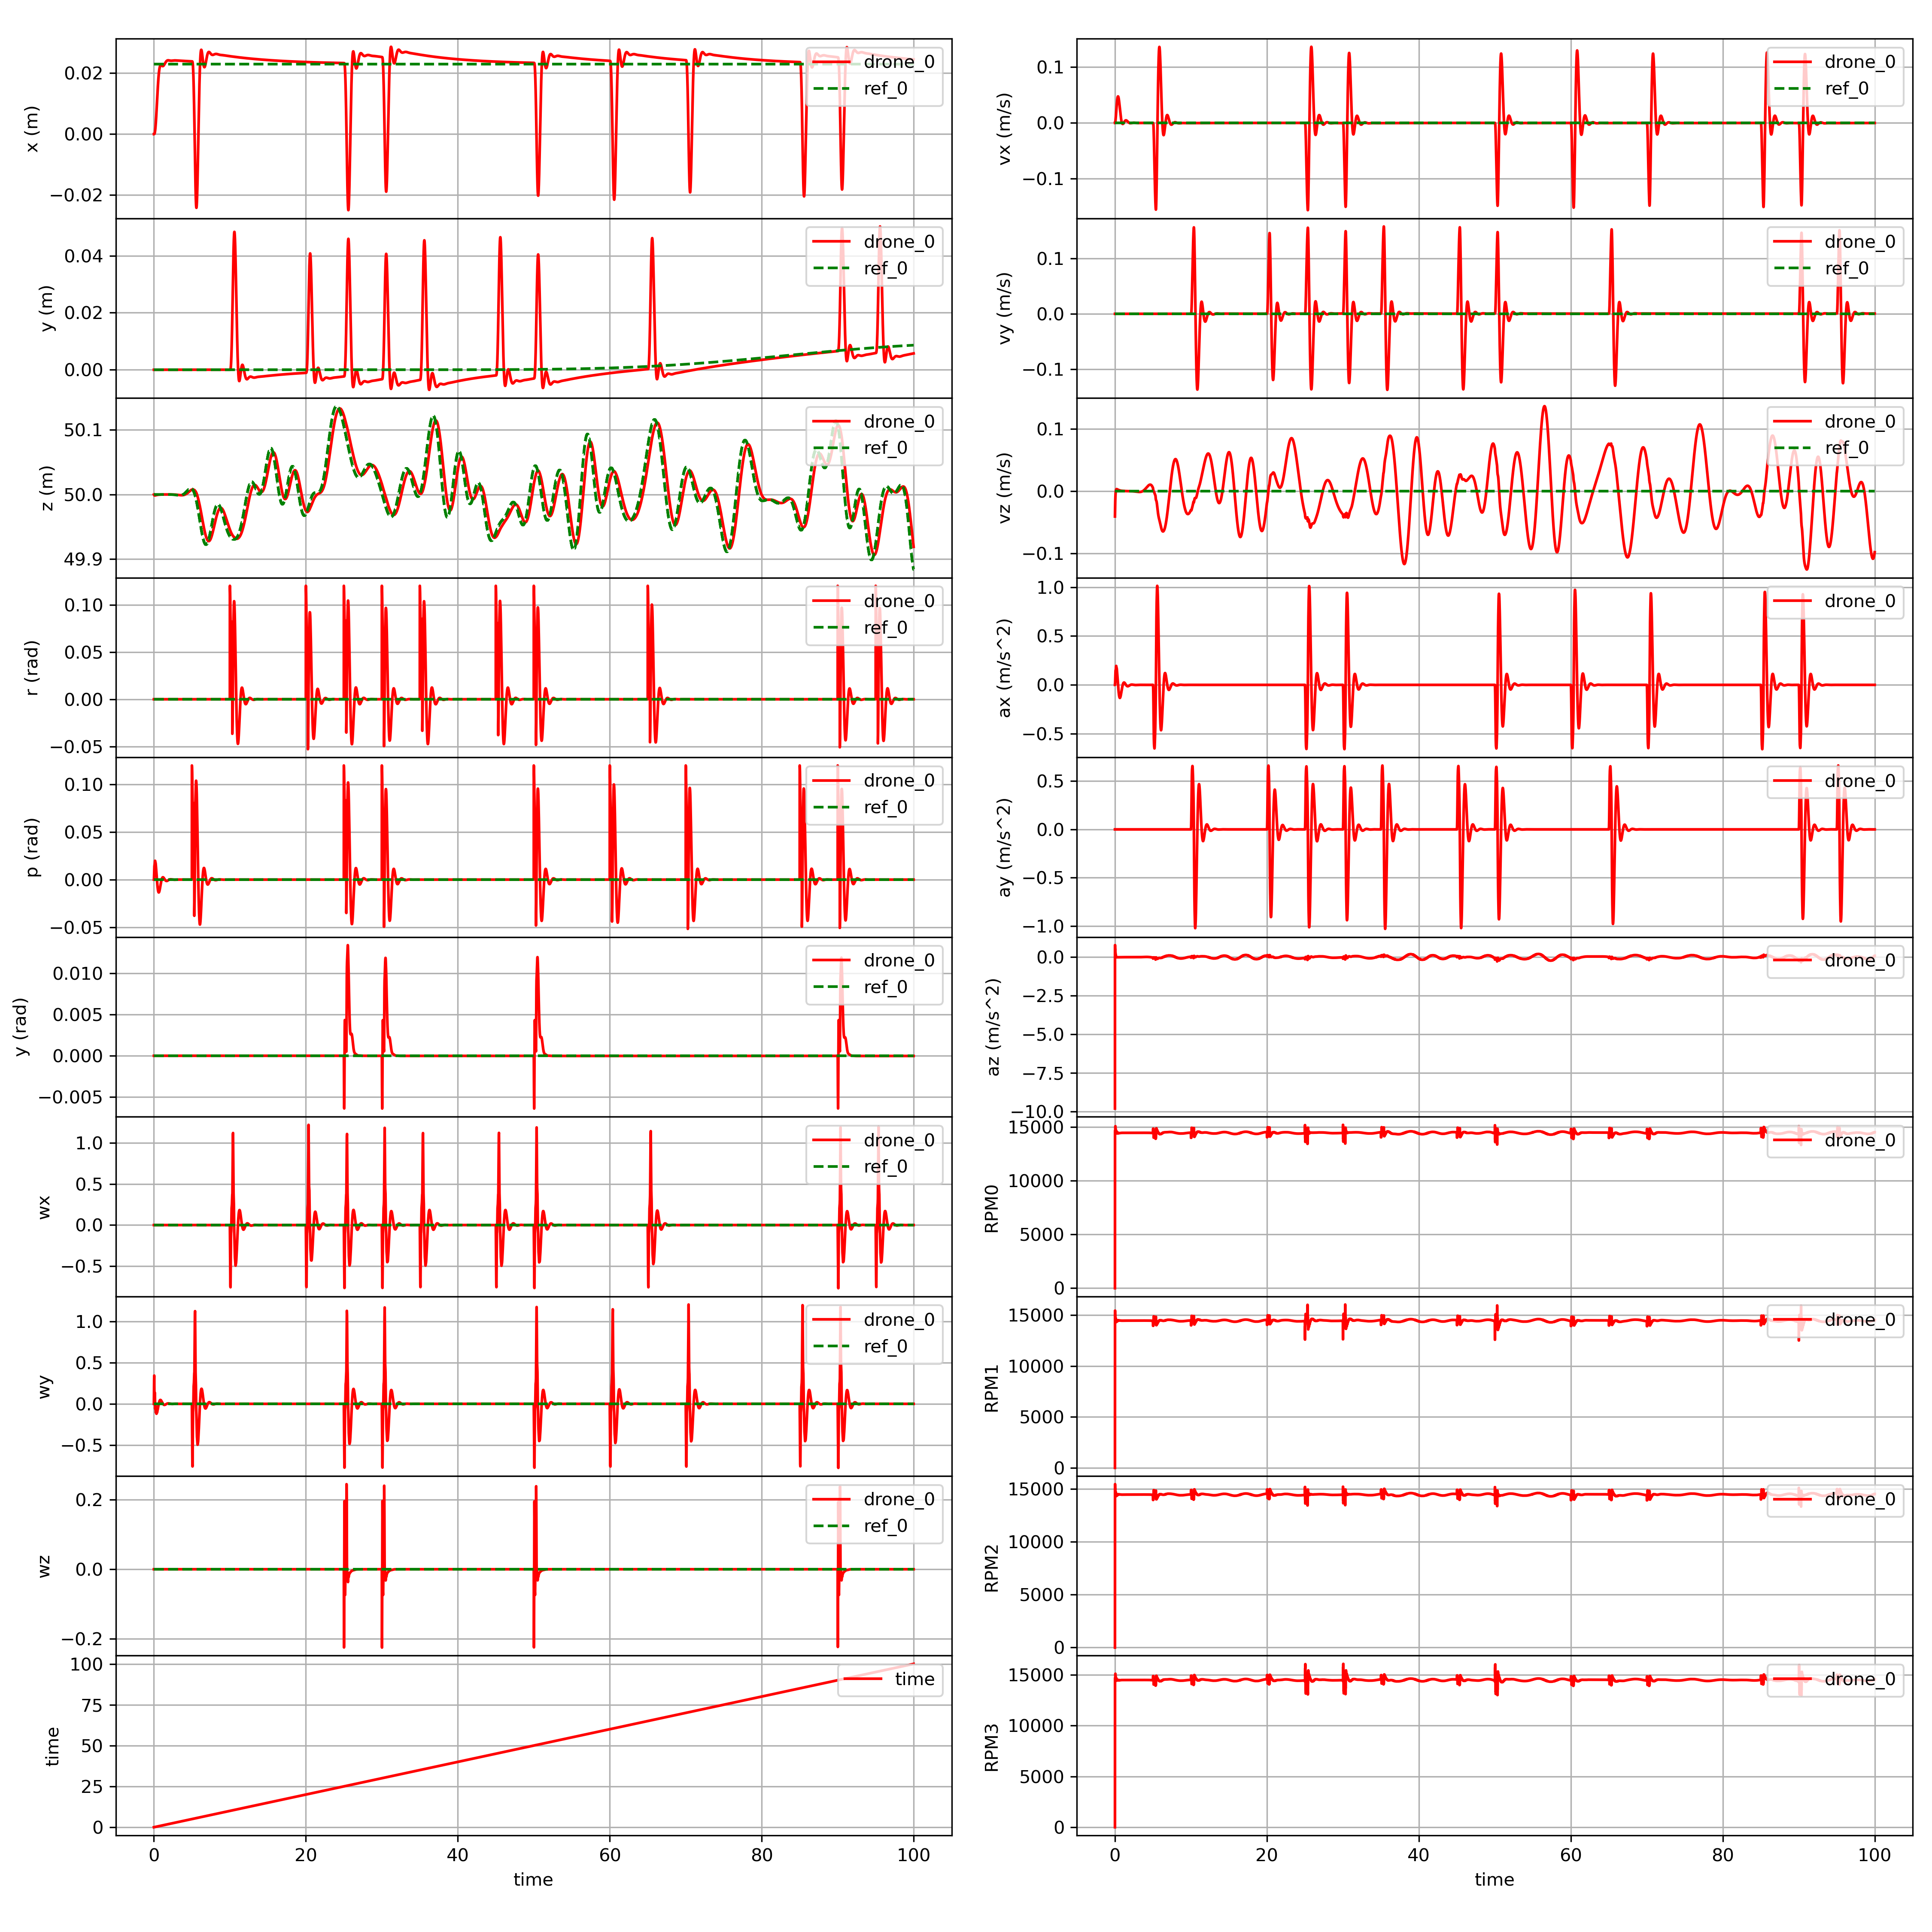 x (m)
0.02
0.00
−0.02
drone_0
ref_0
y (m)
0.04
0.02
0.00
drone_0
ref_0
z (m)
50.1
50.0
49.9
drone_0
ref_0
r (rad)
0.10
0.05
0.00
−0.05
drone_0
ref_0
p (rad)
0.10
0.05
0.00
−0.05
drone_0
ref_0
y (rad)
0.010
0.005
0.000
−0.005
drone_0
ref_0
wx
1.0
0.5
0.0
−0.5
drone_0
ref_0
wy
1.0
0.5
0.0
−0.5
drone_0
ref_0
wz
0.2
0.0
−0.2
drone_0
ref_0
time
100
75
50
25
0
time
0 20 40 60 80 100
time
vx (m/s)
0.1
0.0
−0.1
drone_0
ref_0
vy (m/s)
0.1
0.0
−0.1
drone_0
ref_0
vz (m/s)
0.1
0.0
−0.1
drone_0
ref_0
ax (m/s^2)
1.0
0.5
0.0
−0.5
drone_0
ay (m/s^2)
0.5
0.0
−0.5
−1.0
drone_0
az (m/s^2)
0.0
−2.5
−5.0
−7.5
−10.0
drone_0
RPM0
15000
10000
5000
0
drone_0
RPM1
15000
10000
5000
0
drone_0
RPM2
15000
10000
5000
0
drone_0
RPM3
15000
10000
5000
0
drone_0
0 20 40 60 80 100
time